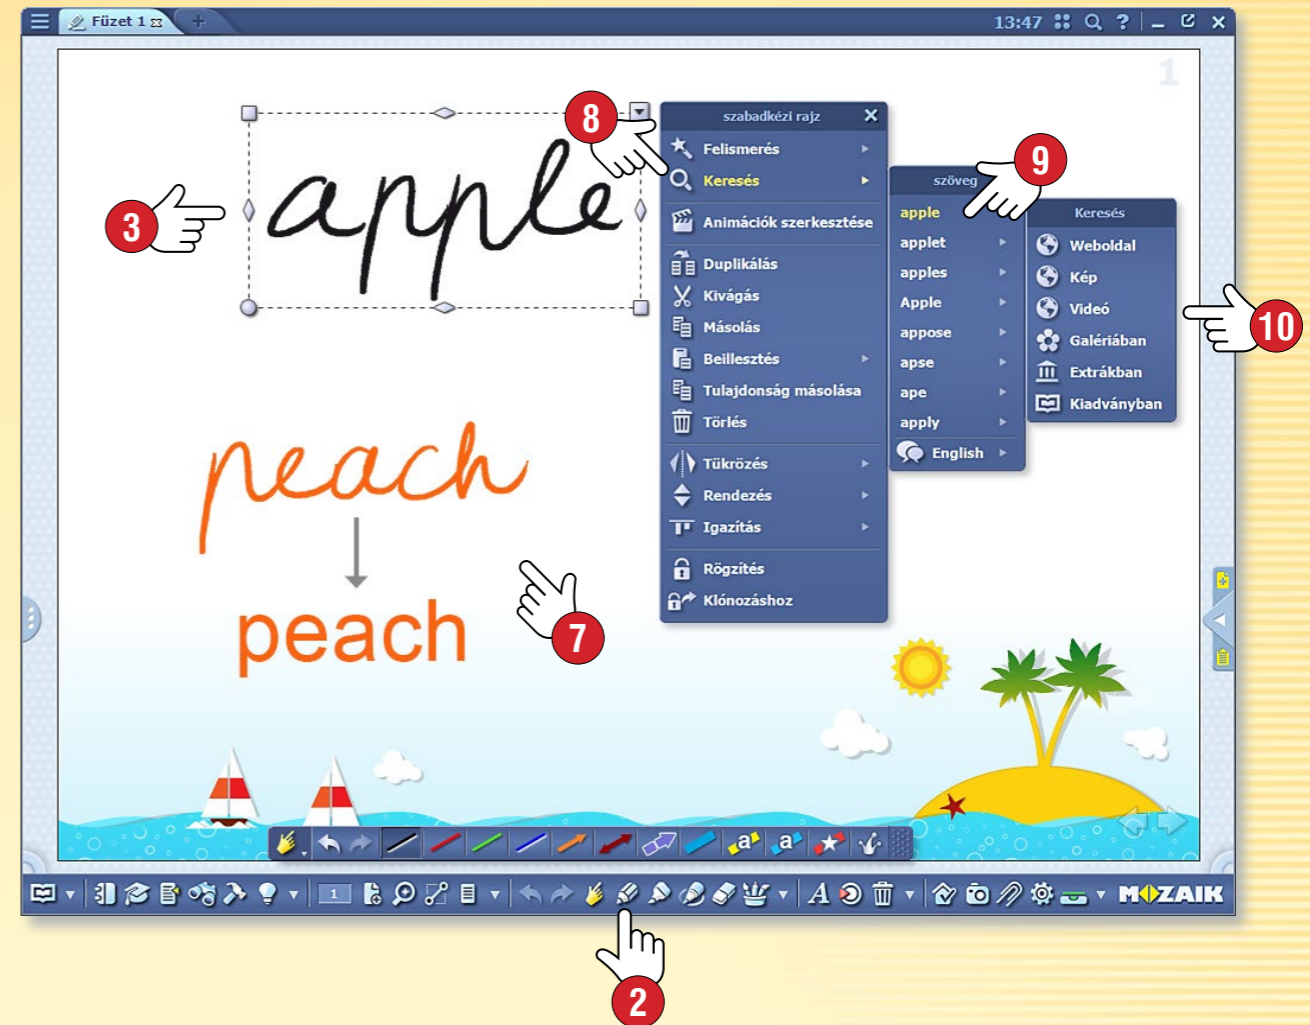 Füzet 1
13:47
?
1
apple
3
8
szabadkézi rajz
Felismerés
Keresés
Animációk szerkesztése
Duplikálás
Kivágás
Másolás
Beillesztés
Tulajdonság másolása
Törlés
Tükrözés
Rendezés
Igazítás
Rögzítés
Klónozáshoz
9
szöveg
apple
applet
apples
Apple
appose
apse
ape
apply
English
Keresés
Weboldal
Kép
Videó
Galériában
Extrákban
Kiadványban
10
peach
peach
7
a a
1 A MOZAIK
2